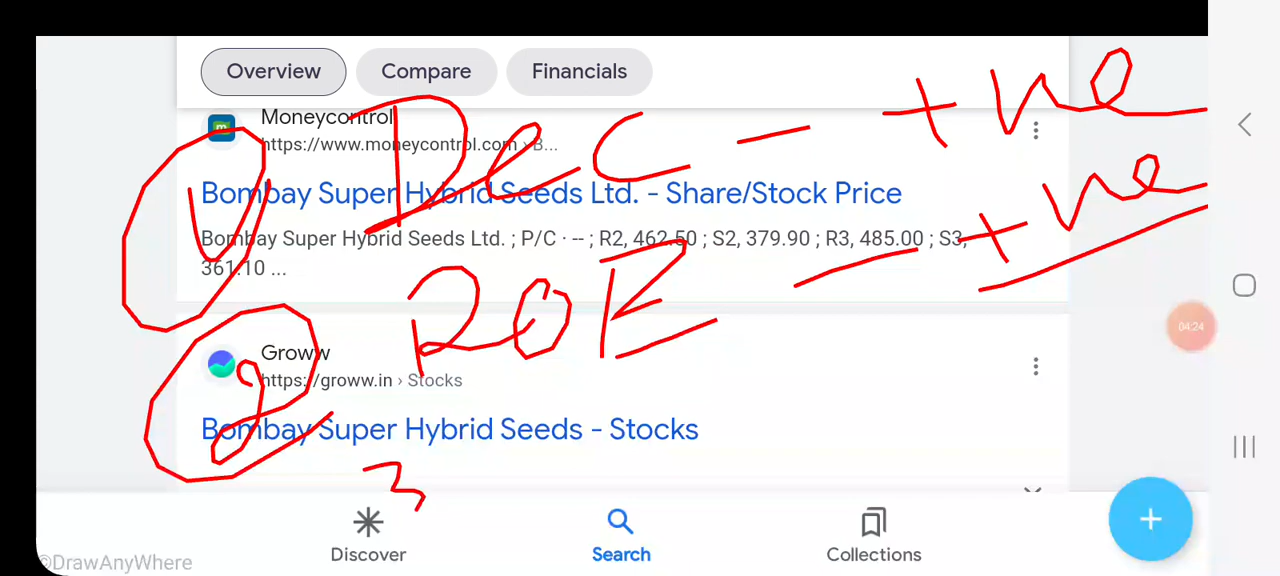 Overview Compare Financials
Moneycontrol
https://www.moneycontrol.com › B...
Bombay Super Hybrid Seeds Ltd. - Share/Stock Price
Bombay Super Hybrid Seeds Ltd. ; P/C · -- ; R2, 462.50 ; S2, 379.90 ; R3, 485.00 ; S3,
361.10 ...
Dec - +ve
ROE - +ve
Groww
https://groww.in › Stocks
Bombay Super Hybrid Seeds - Stocks
2
3
04:24
Discover Search Collections
©DrawAnyWhere